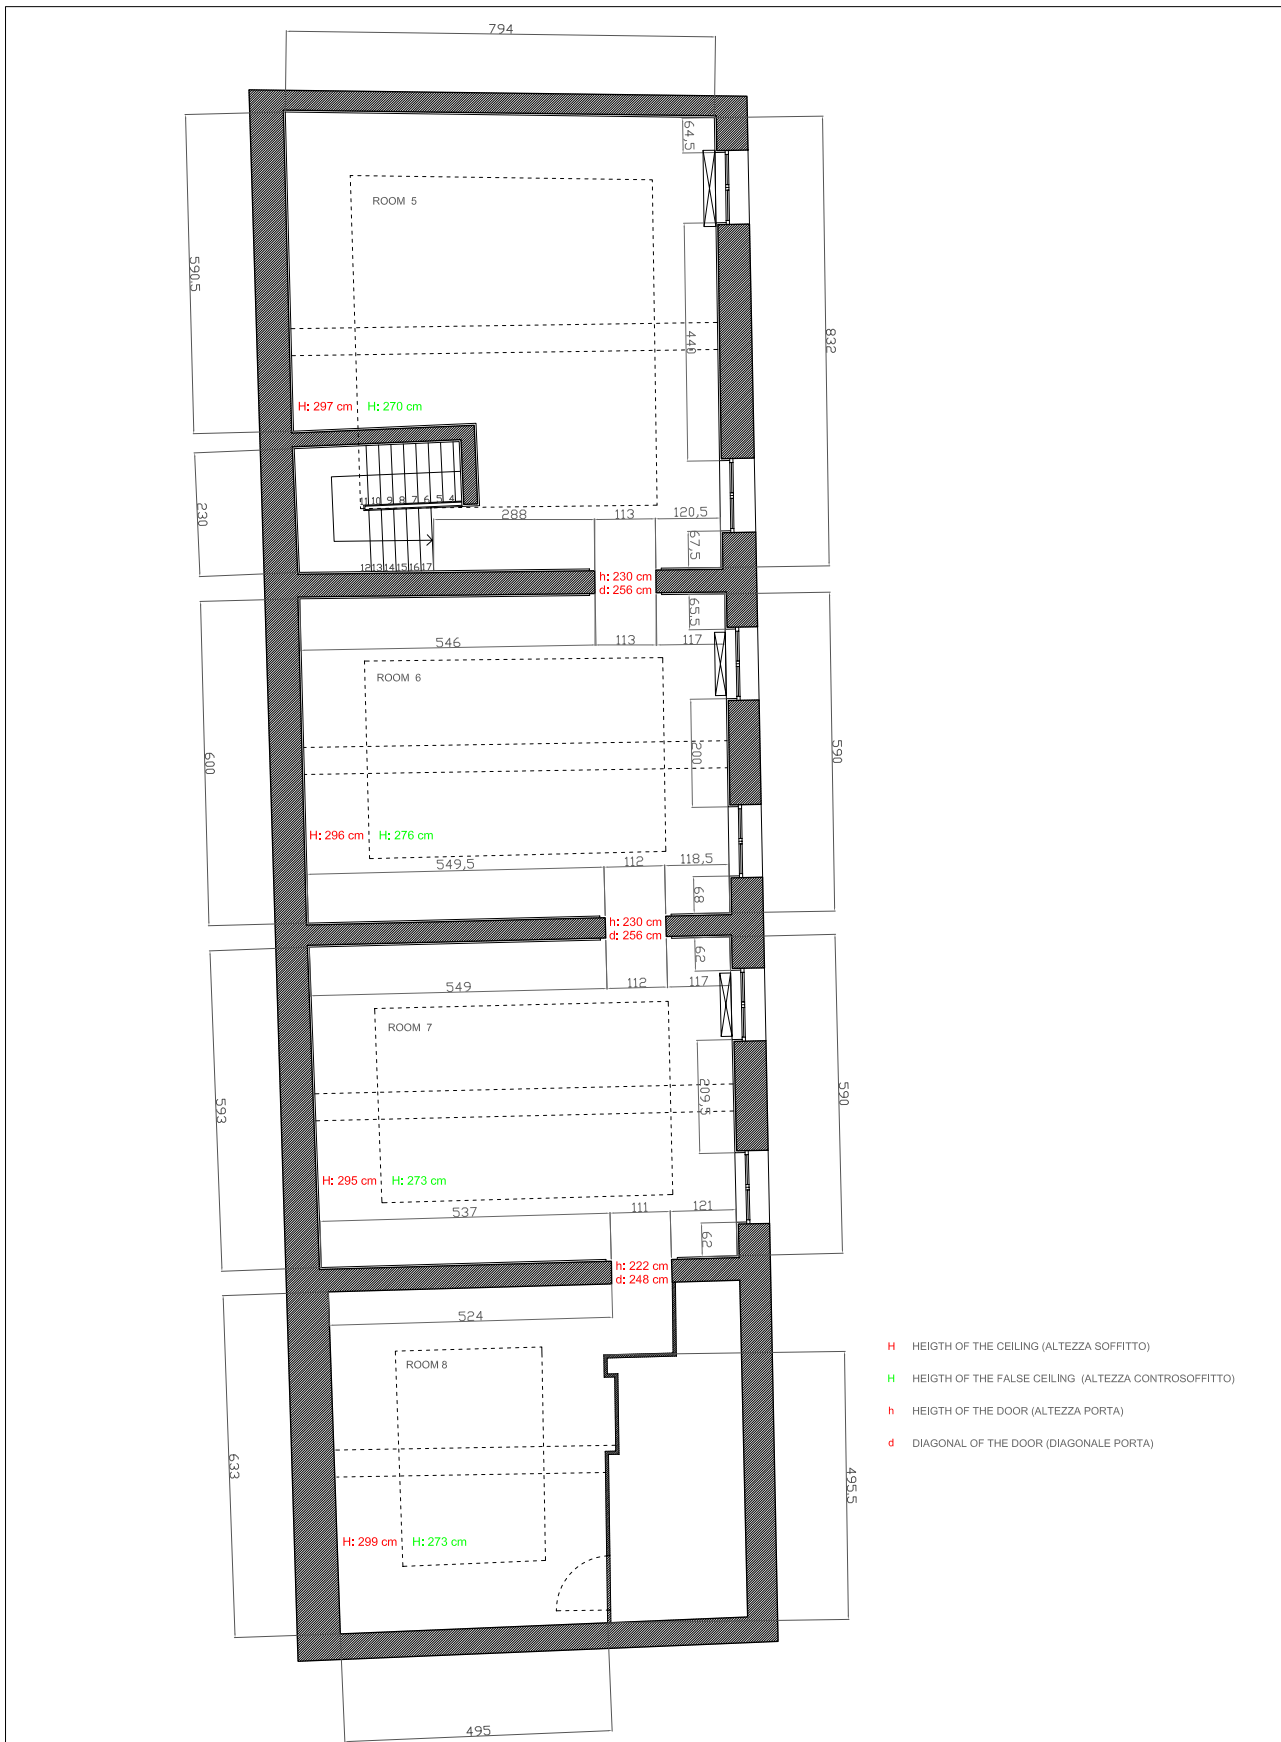 794
64,5
ROOM 5
590,5
832
440
H: 297 cm H: 270 cm
11 10 9 8 7 6 5 4
230
288 113 120,5
67,5
12 13 14 15 16 17
h: 230 cm
d: 256 cm
65,5
546 113 117
ROOM 6
600
200
590
H: 296 cm H: 276 cm
549,5 112 118,5
68
h: 230 cm
d: 256 cm
62
549 112 117
ROOM 7
593
209,5
590
H: 295 cm H: 273 cm
537 111 121
62
h: 222 cm
d: 248 cm
524
ROOM 8
633
495,5
H: 299 cm H: 273 cm
495
H HEIGTH OF THE CEILING (ALTEZZA SOFFITTO)
H HEIGTH OF THE FALSE CEILING (ALTEZZA CONTROSOFFITTO)
h HEIGTH OF THE DOOR (ALTEZZA PORTA)
d DIAGONAL OF THE DOOR (DIAGONALE PORTA)